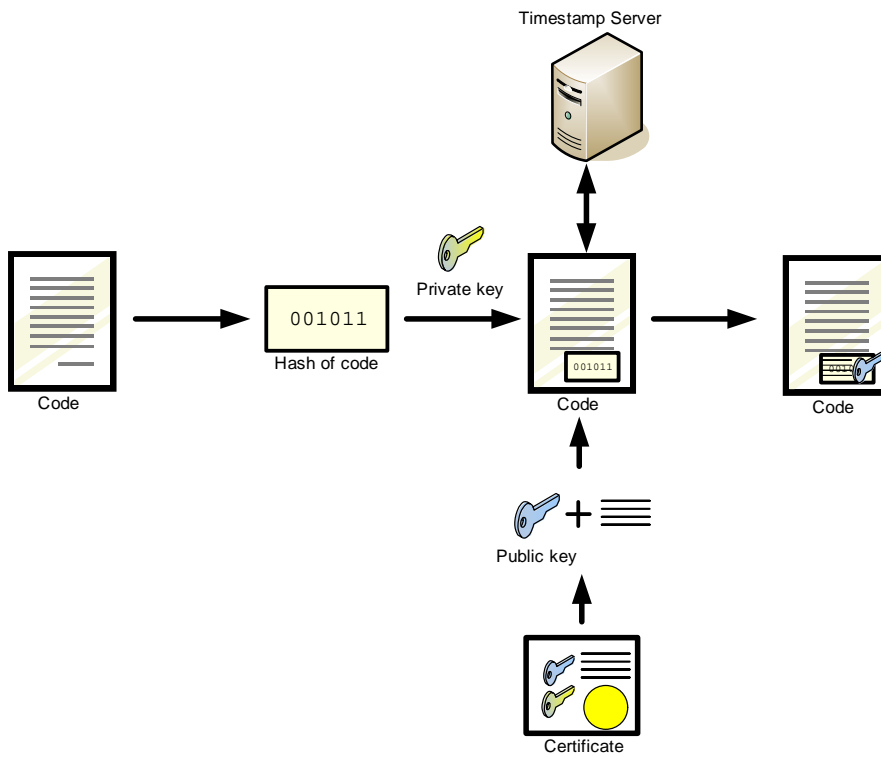 Timestamp Server
Private key
001011
Hash of code
001011
Code
Code
Code
Public key
Certificate